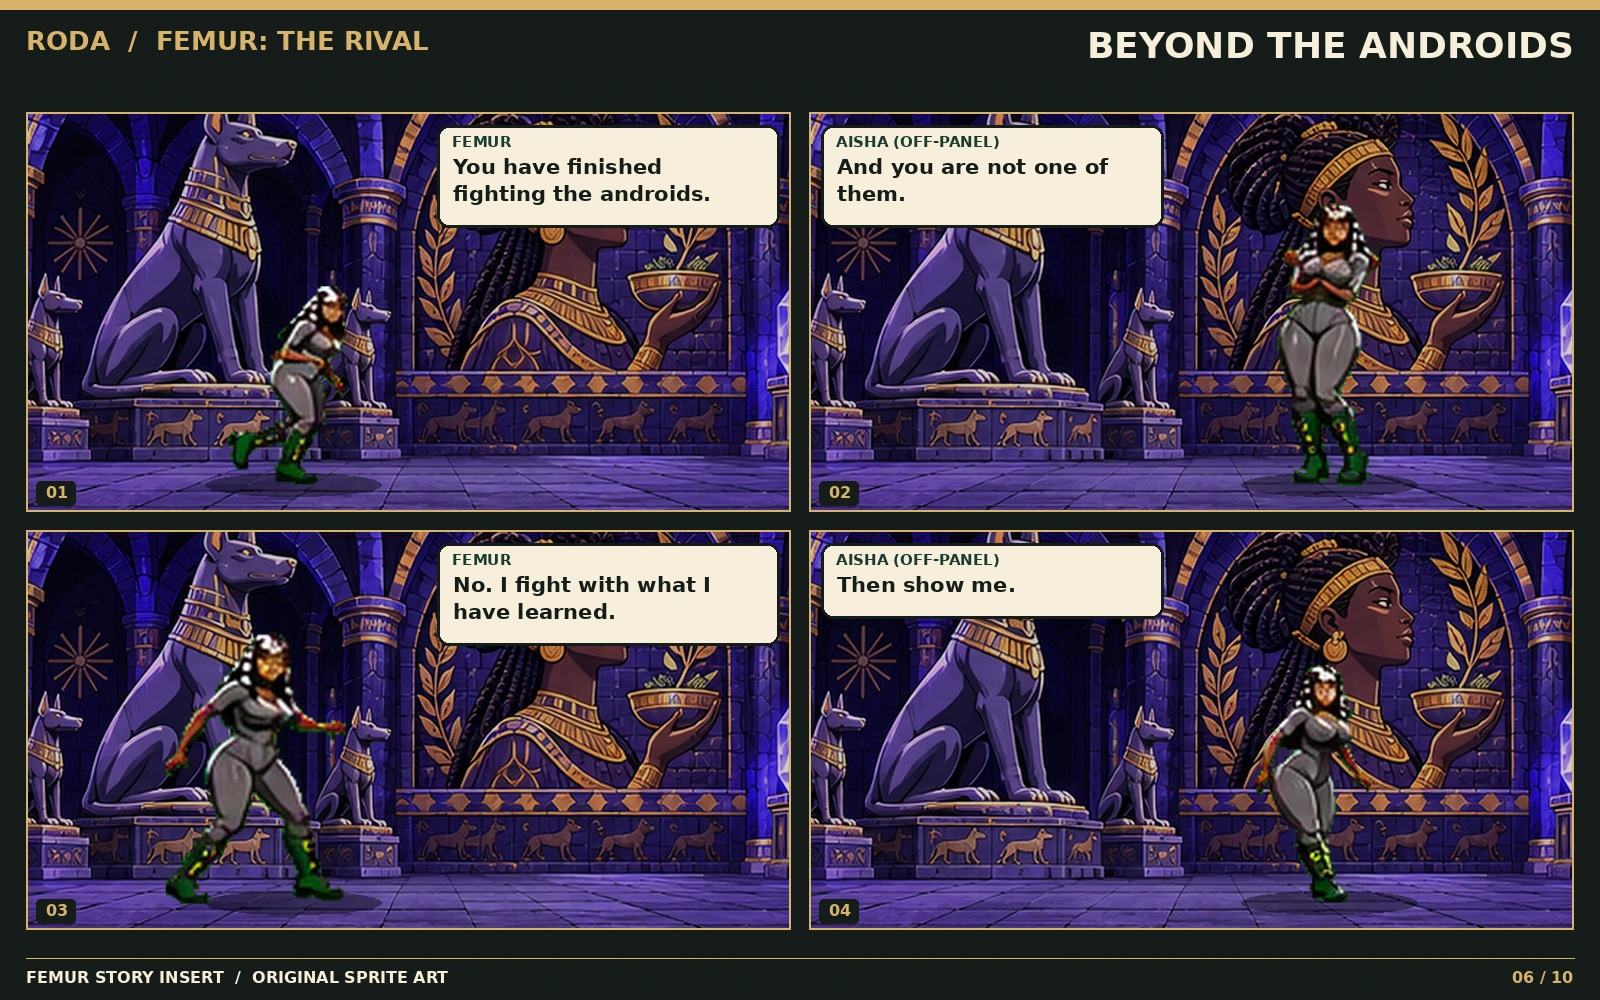 RODA / FEMUR: THE RIVAL
BEYOND THE ANDROIDS
FEMUR
You have finished
fighting the androids.
01
AISHA (OFF-PANEL)
And you are not one of
them.
02
FEMUR
No. I fight with what I
have learned.
03
AISHA (OFF-PANEL)
Then show me.
04
FEMUR STORY INSERT / ORIGINAL SPRITE ART
06 / 10